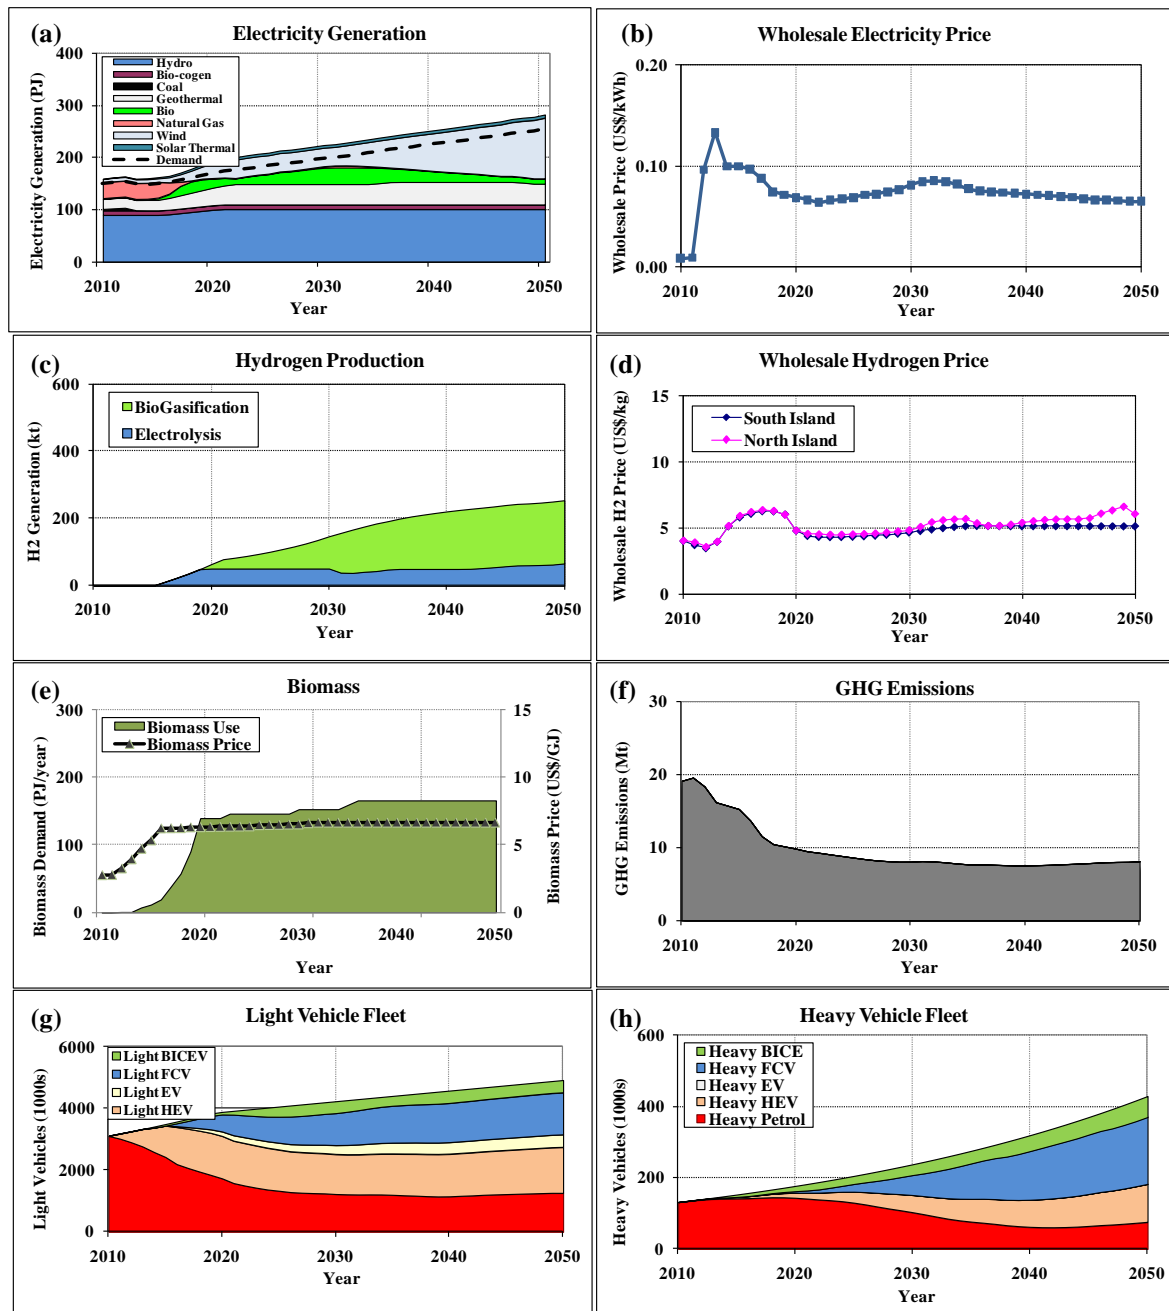 (a)
Electricity Generation
400
300
200
100
0
Electricity Generation (PJ)
Hydro
Bio-cogen
Coal
Geothermal
Bio
Natural Gas
Wind
Solar Thermal
Demand
2010 2020 2030 2040 2050
Year
(b)
Wholesale Electricity Price
0.20
0.10
0.00
Wholesale Price (US$/kWh)
2010 2020 2030 2040 2050
Year
(c)
Hydrogen Production
600
400
200
0
H2 Generation (kt)
BioGasification
Electrolysis
2010 2020 2030 2040 2050
Year
(d)
Wholesale Hydrogen Price
15
10
5
0
Wholesale H2 Price (US$/kg)
South Island
North Island
2010 2020 2030 2040 2050
Year
(e)
Biomass
300
200
100
0
Biomass Demand (PJ/year)
Biomass Use
Biomass Price
15
10
5
0
Biomass Price (US$/GJ)
2010 2020 2030 2040 2050
Year
(f)
GHG Emissions
30
20
10
0
GHG Emissions (Mt)
2010 2020 2030 2040 2050
Year
(g)
Light Vehicle Fleet
6000
4000
2000
0
Light Vehicles (1000s)
Light BICEV
Light FCV
Light EV
Light HEV
2010 2020 2030 2040 2050
Year
(h)
Heavy Vehicle Fleet
600
400
200
0
Heavy Vehicles (1000s)
Heavy BICE
Heavy FCV
Heavy EV
Heavy HEV
Heavy Petrol
2010 2020 2030 2040 2050
Year